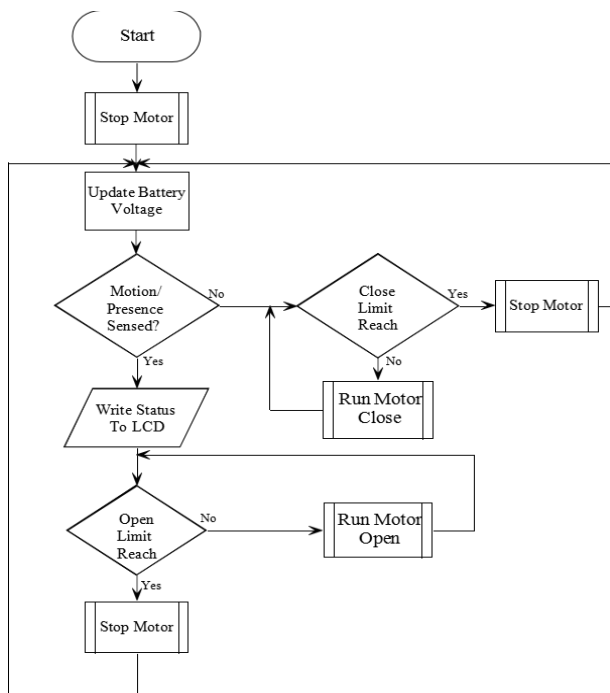 Start
Stop Motor
Update Battery
Voltage
Motion/
Presence
Sensed?
No
Yes
Close
Limit
Reach
Yes
No
Stop Motor
Run Motor
Close
Write Status
To LCD
Open
Limit
Reach
No
Yes
Run Motor
Open
Stop Motor